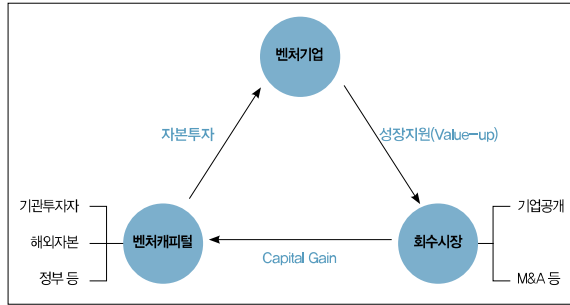 벤처기업
자본투자
성장지원(Value-up)
기관투자자
해외자본
정부 등
벤처캐피털
Capital Gain
회수시장
기업공개
M&A 등